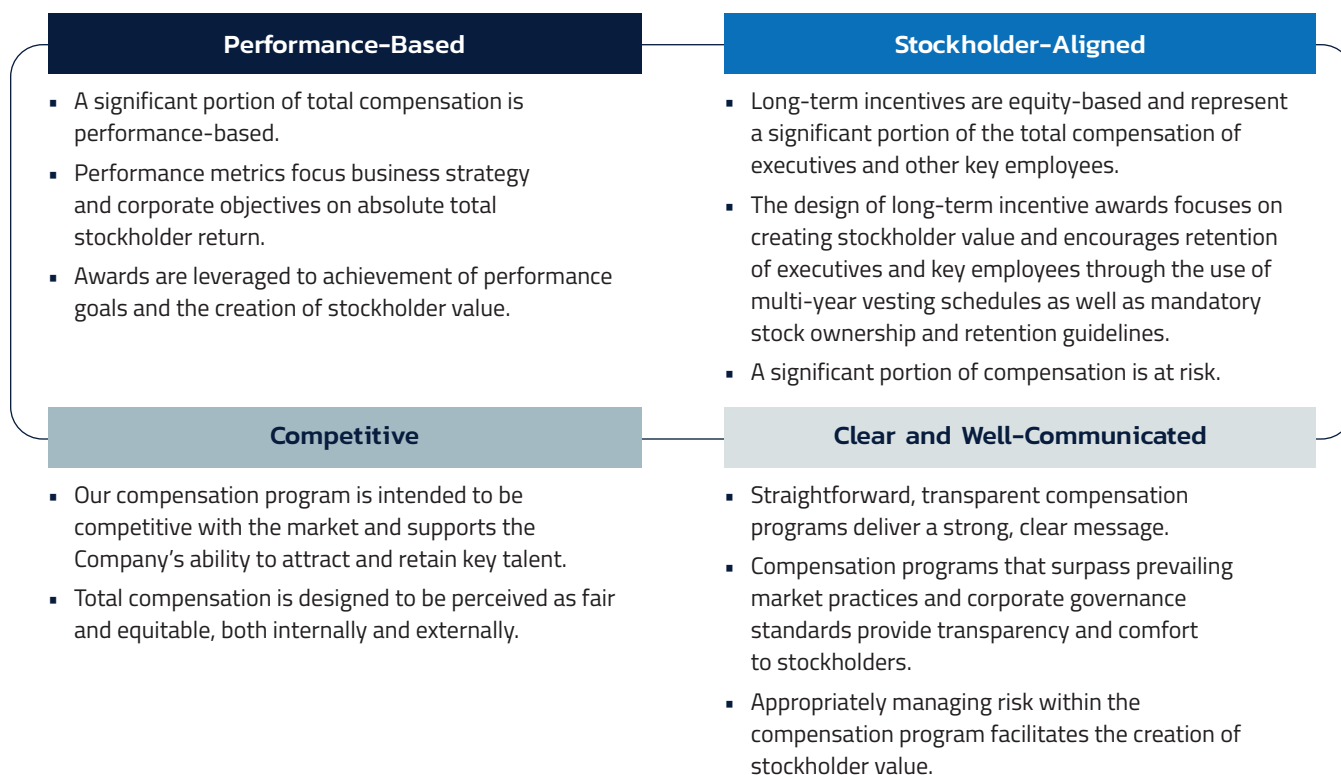 Performance-Based
▪ A significant portion of total compensation is
performance-based.
▪ Performance metrics focus business strategy
and corporate objectives on absolute total
stockholder return.
▪ Awards are leveraged to achievement of performance
goals and the creation of stockholder value.
Stockholder-Aligned
▪ Long-term incentives are equity-based and represent
a significant portion of the total compensation of
executives and other key employees.
▪ The design of long-term incentive awards focuses on
creating stockholder value and encourages retention
of executives and key employees through the use of
multi-year vesting schedules as well as mandatory
stock ownership and retention guidelines.
▪ A significant portion of compensation is at risk.
Competitive
▪ Our compensation program is intended to be
competitive with the market and supports the
Company’s ability to attract and retain key talent.
▪ Total compensation is designed to be perceived as fair
and equitable, both internally and externally.
Clear and Well-Communicated
▪ Straightforward, transparent compensation
programs deliver a strong, clear message.
▪ Compensation programs that surpass prevailing
market practices and corporate governance
standards provide transparency and comfort
to stockholders.
▪ Appropriately managing risk within the
compensation program facilitates the creation of
stockholder value.